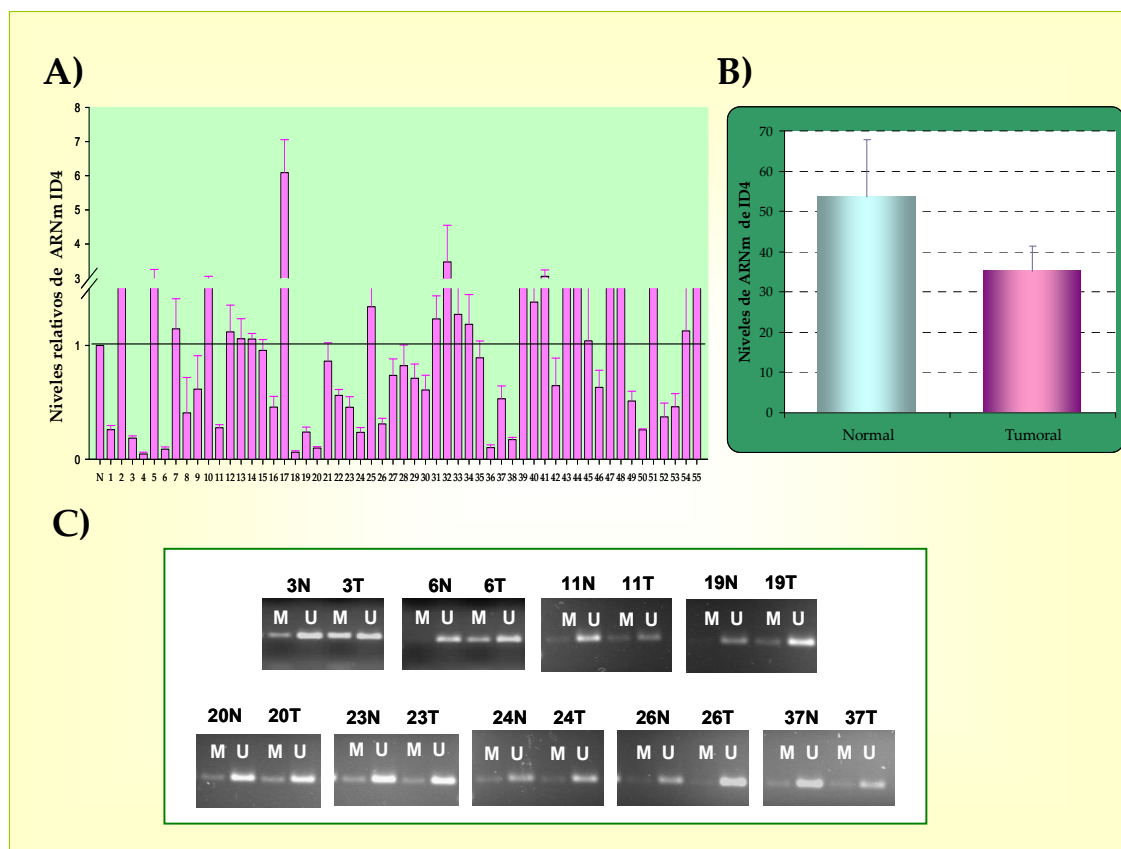 A)
B)
Niveles relativos de ARNm ID4
8
7
6
5
4
3
1
0
N 1 2 3 4 5 6 7 8 9 10 11 12 13 14 15 16 17 18 19 20 21 22 23 24 25 26 27 28 29 30 31 32 33 34 35 36 37 38 39 40 41 42 43 44 45 46 47 48 49 50 51 52 53 54 55
Niveles de ARNm de ID4
70
60
50
40
30
20
10
0
Normal Tumoral
C)
3N 3T 6N 6T 11N 11T 19N 19T
M U M U M U M U M U M U M U M U
20N 20T 23N 23T 24N 24T 26N 26T 37N 37T
M U M U M U M U M U M U M U M U M U M U